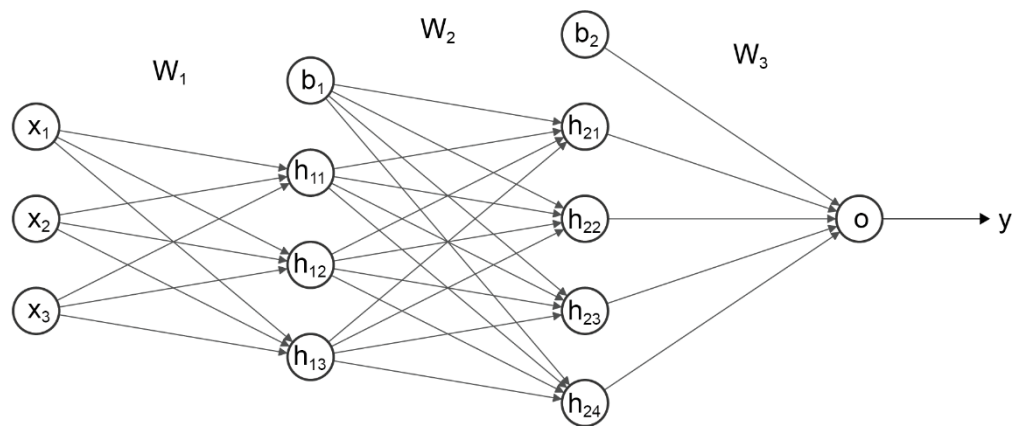 W₁
W₂
W₃
x₁
x₂
x₃
b₁
h₁₁
h₁₂
h₁₃
b₂
h₂₁
h₂₂
h₂₃
h₂₄
o
y